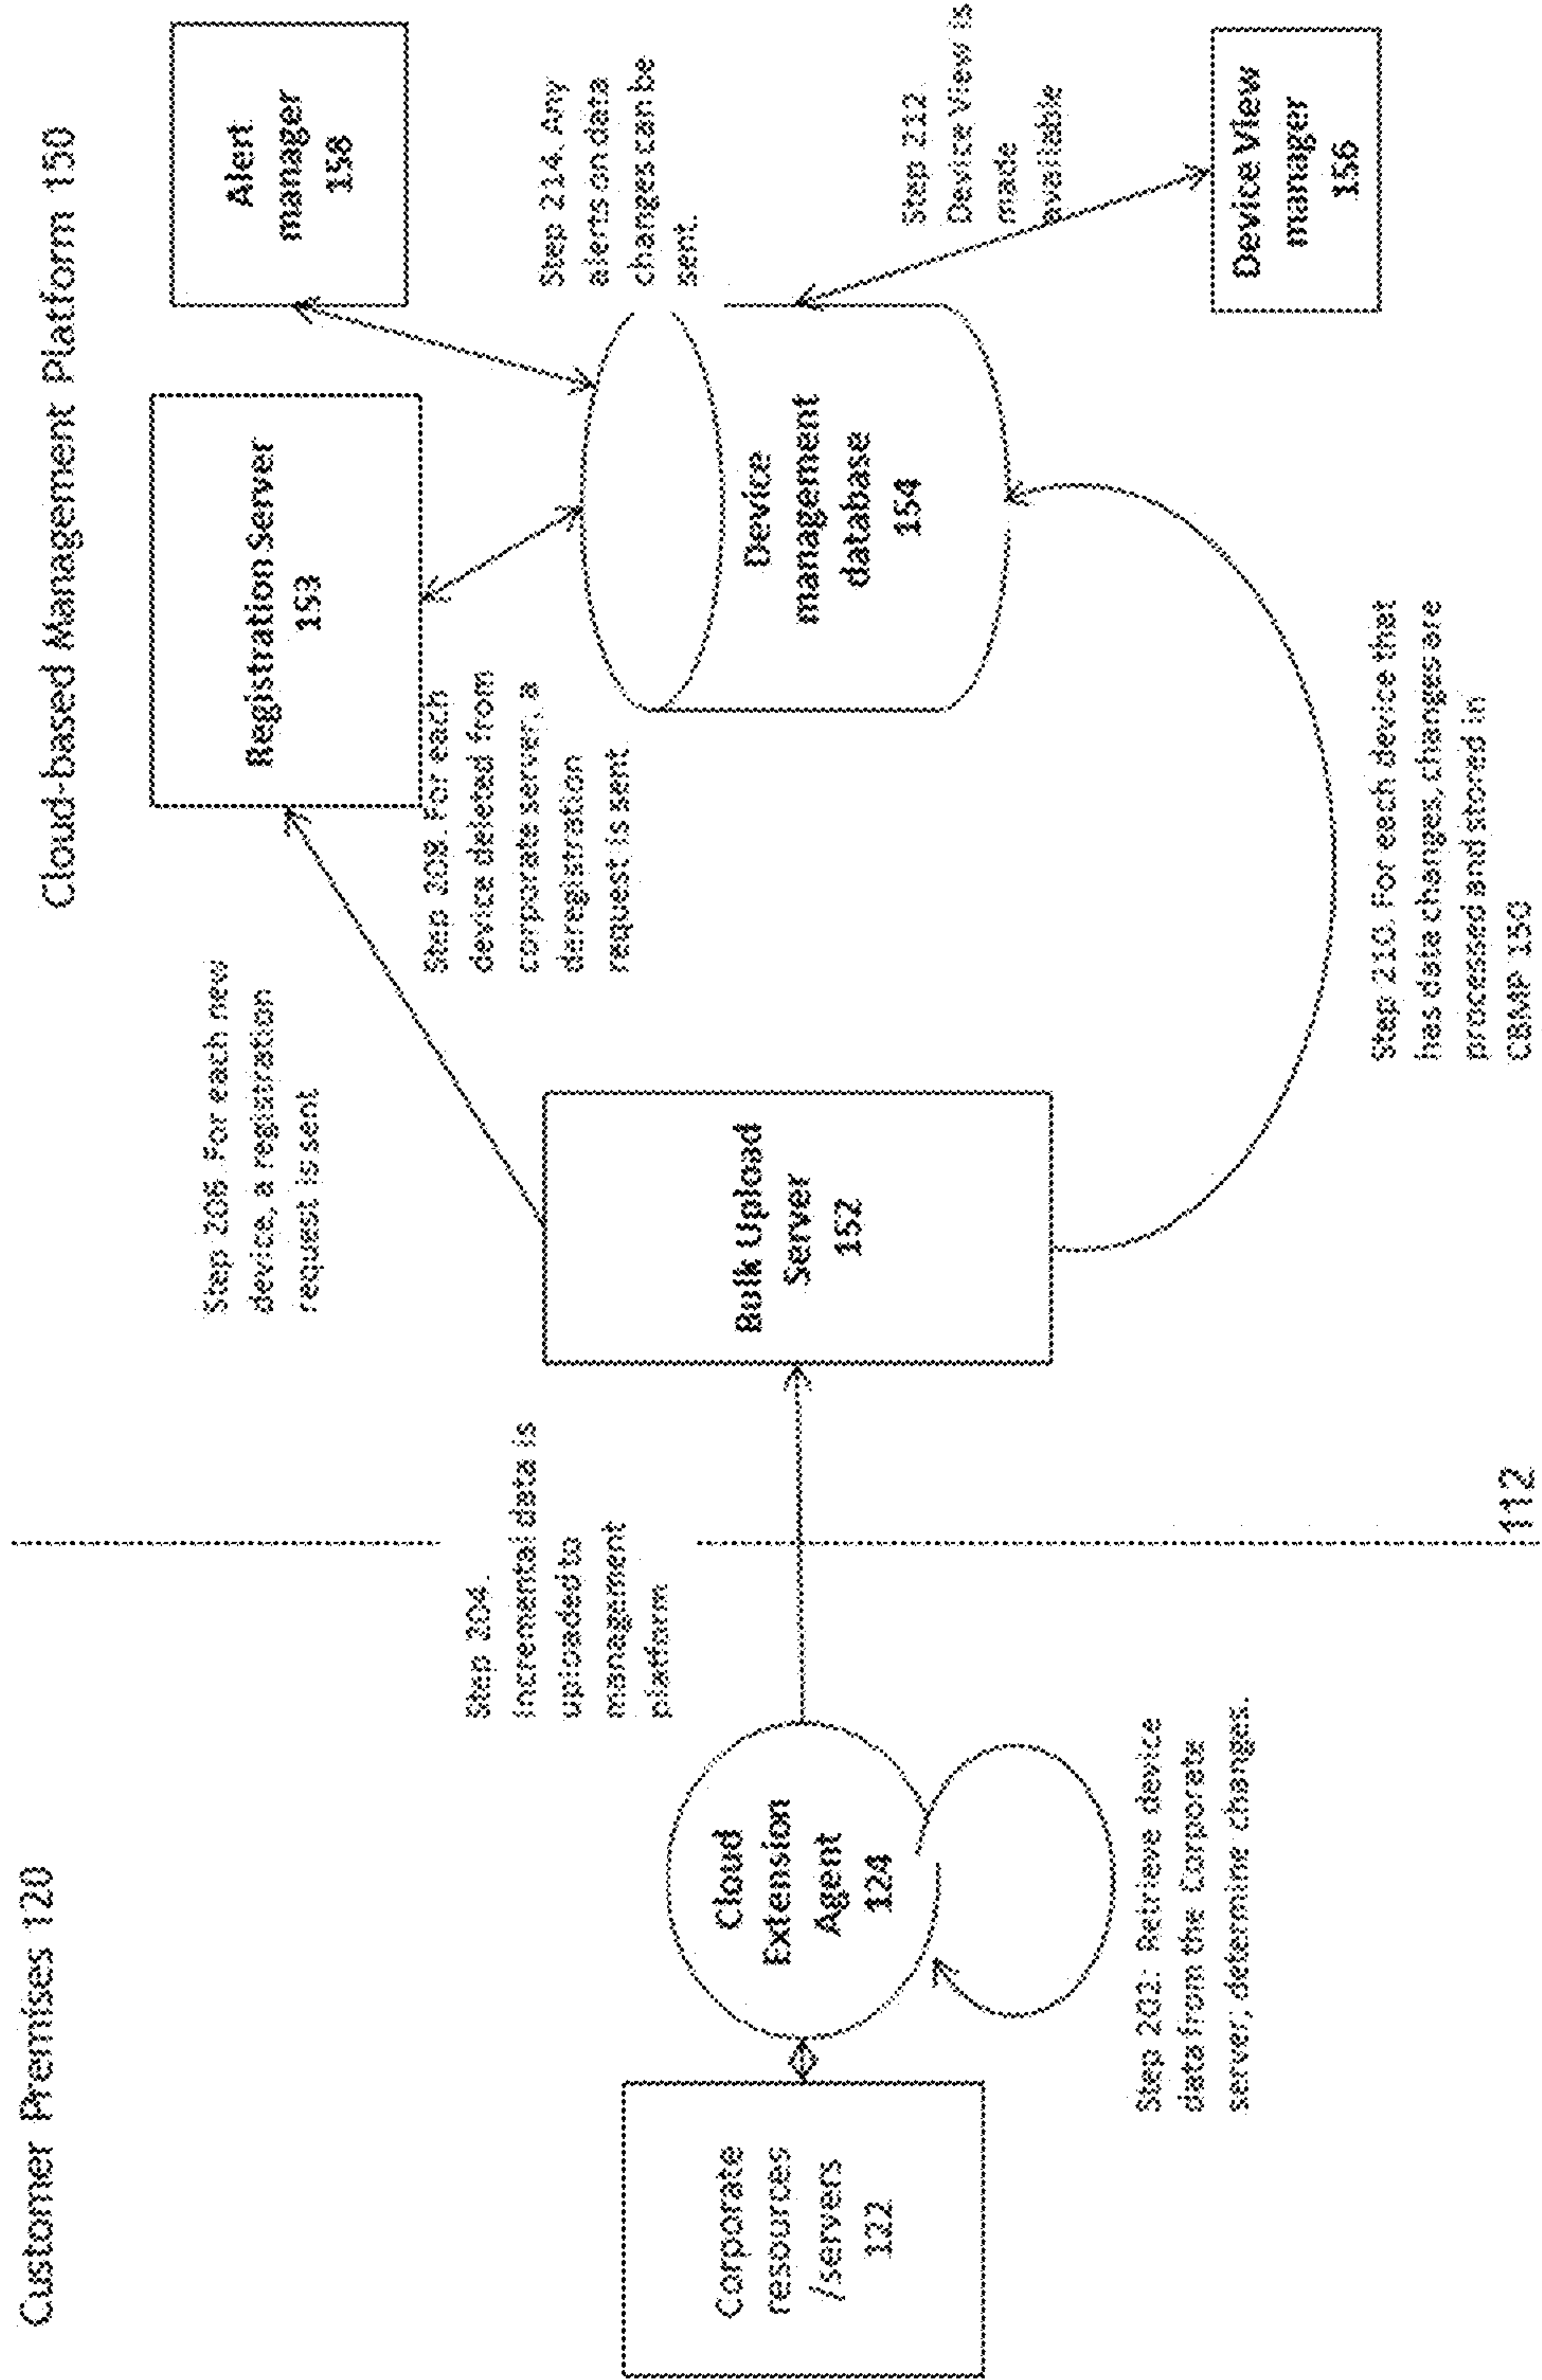 Customer Premises 120
Cloud-based Management Platform 150
Corporate
resources
/servers
122
Cloud
Extension
Agent
124
Step 202: Retrieve device
data from the Corporate
server, determine changes.
Step 204.
Incremental data is
uploaded to
management
platform
112
Bulk Upload
Server
152
Step 206. For each new
device, a registration
request is sent
Registration Server
153
Step 208. For each
device deleted from
corporate server, a
deregistration
request is sent
Device
management
database
154
Step 210. For each device that
has data changes, changes are
processed and stored in
CBMP 150
Alert
manager
158
Step 214. Any
alerts on data
changes can be
sent.
Step 212.
Device View is
made
available
Device View
manager
156